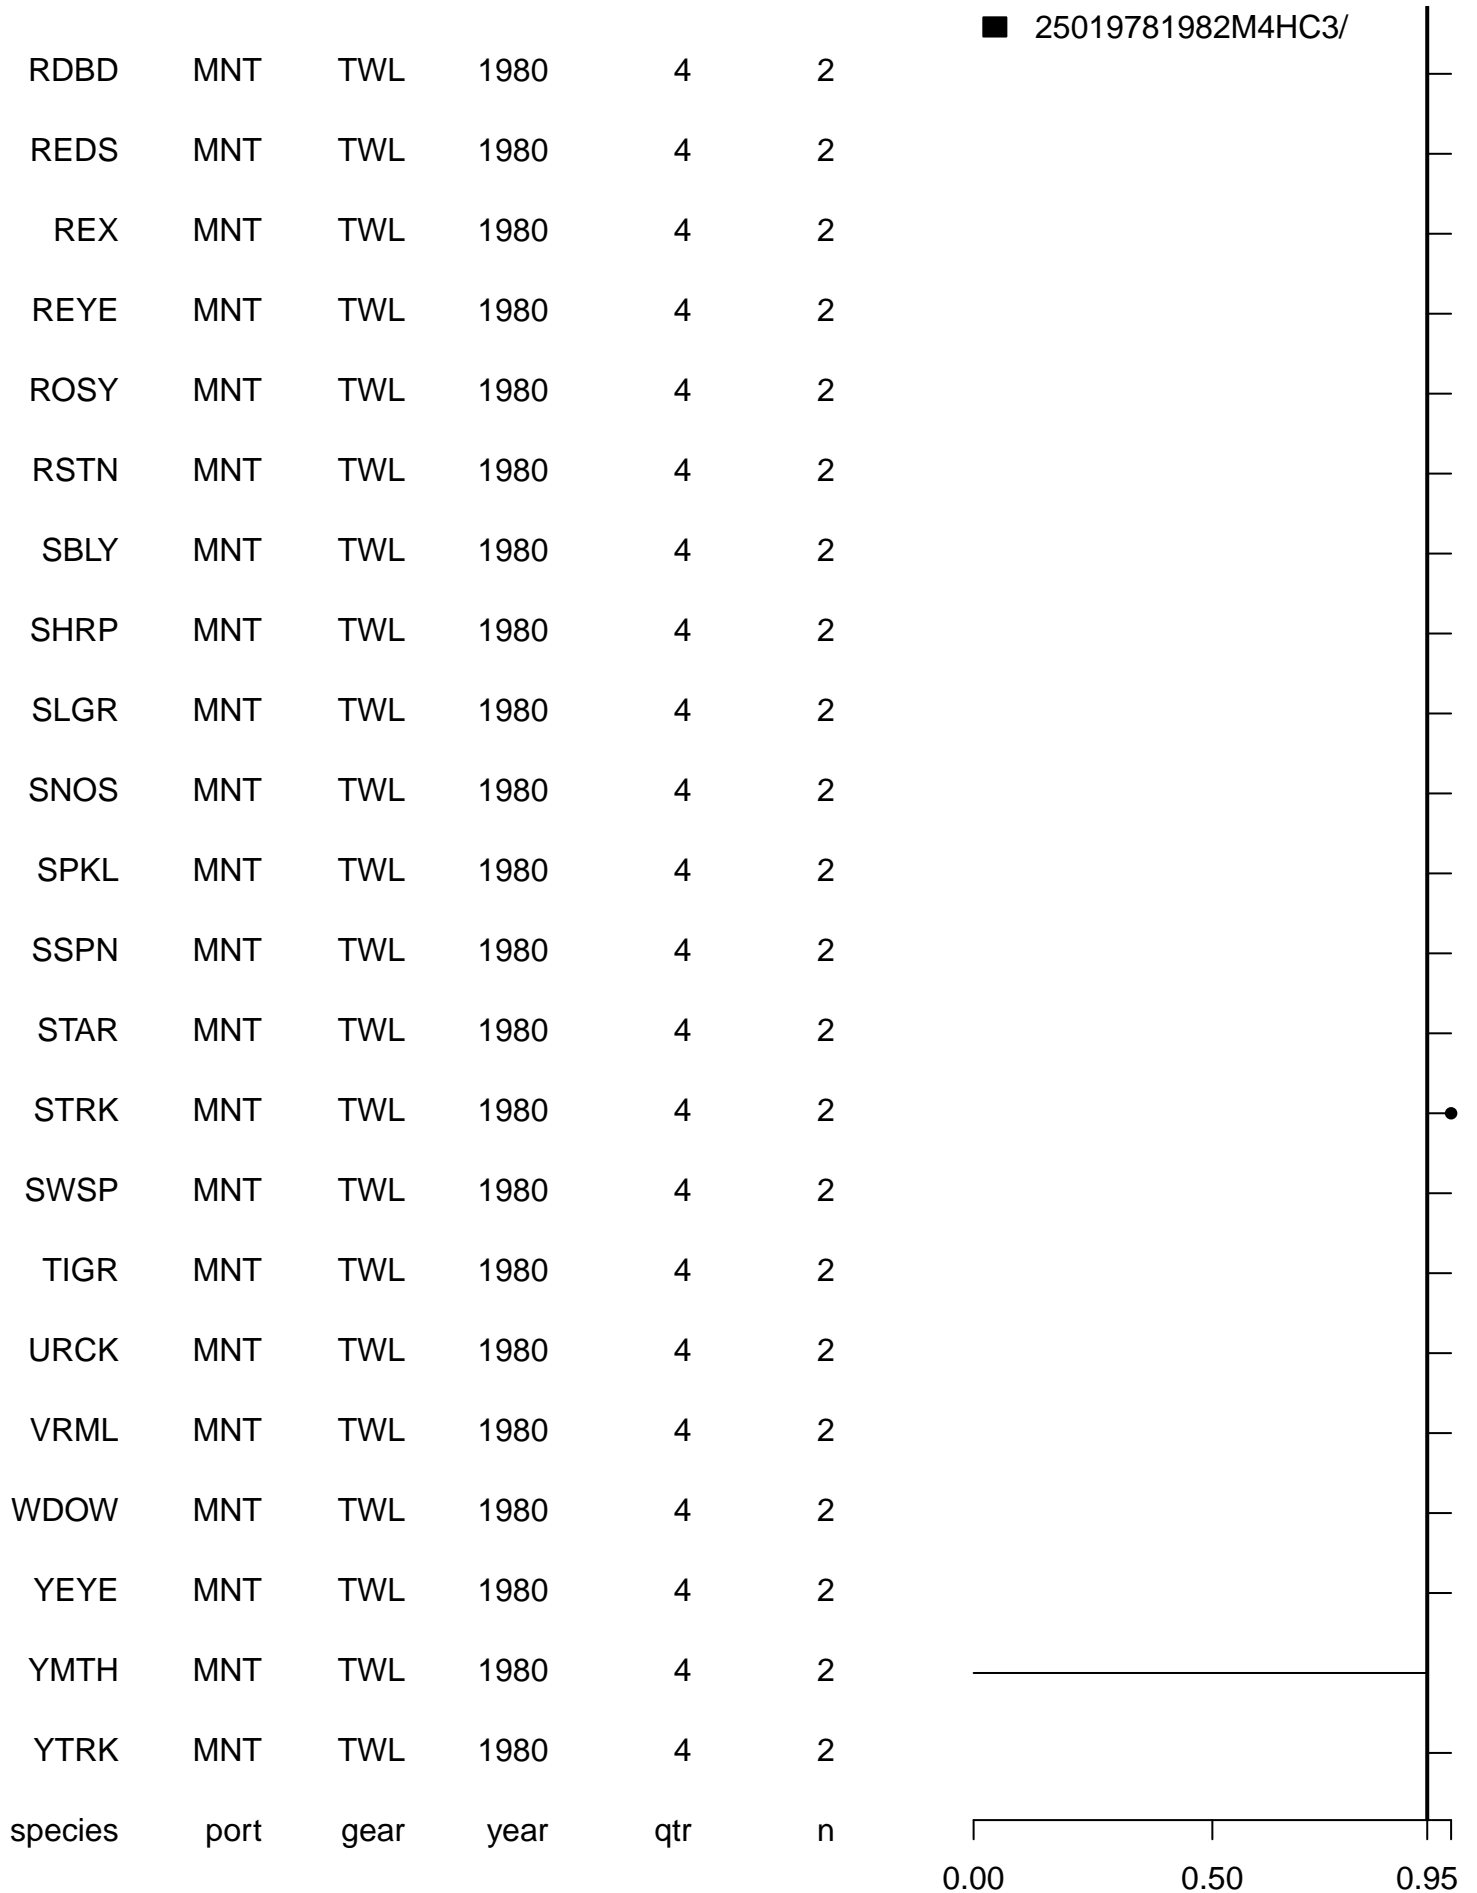 25019781982M4HC3/
RDBD MNT TWL 1980 4 2
REDS MNT TWL 1980 4 2
REX MNT TWL 1980 4 2
REYE MNT TWL 1980 4 2
ROSY MNT TWL 1980 4 2
RSTN MNT TWL 1980 4 2
SBLY MNT TWL 1980 4 2
SHRP MNT TWL 1980 4 2
SLGR MNT TWL 1980 4 2
SNOS MNT TWL 1980 4 2
SPKL MNT TWL 1980 4 2
SSPN MNT TWL 1980 4 2
STAR MNT TWL 1980 4 2
STRK MNT TWL 1980 4 2
SWSP MNT TWL 1980 4 2
TIGR MNT TWL 1980 4 2
URCK MNT TWL 1980 4 2
VRML MNT TWL 1980 4 2
WDOW MNT TWL 1980 4 2
YEYE MNT TWL 1980 4 2
YMTH MNT TWL 1980 4 2
YTRK MNT TWL 1980 4 2
species port gear year qtr n
0.00 0.50 0.95